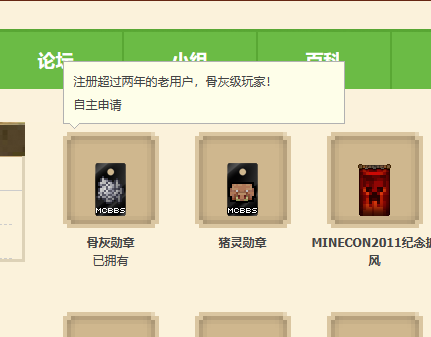 论坛 小组 百科
注册超过两年的老用户，骨灰级玩家！
自主申请
MCBBS MCBBS
骨灰勋章 猪灵勋章 MINECON2011纪念披
已拥有 风